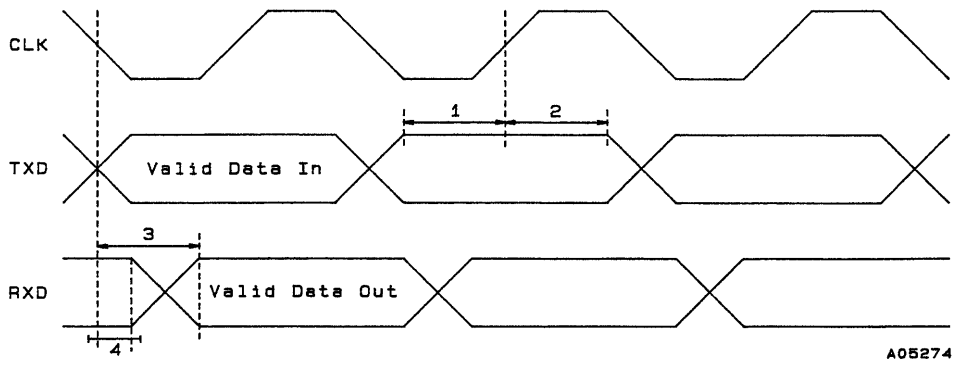 CLK
1 2
TXD Valid Data In
3
RXD Valid Data Out
4
A05274